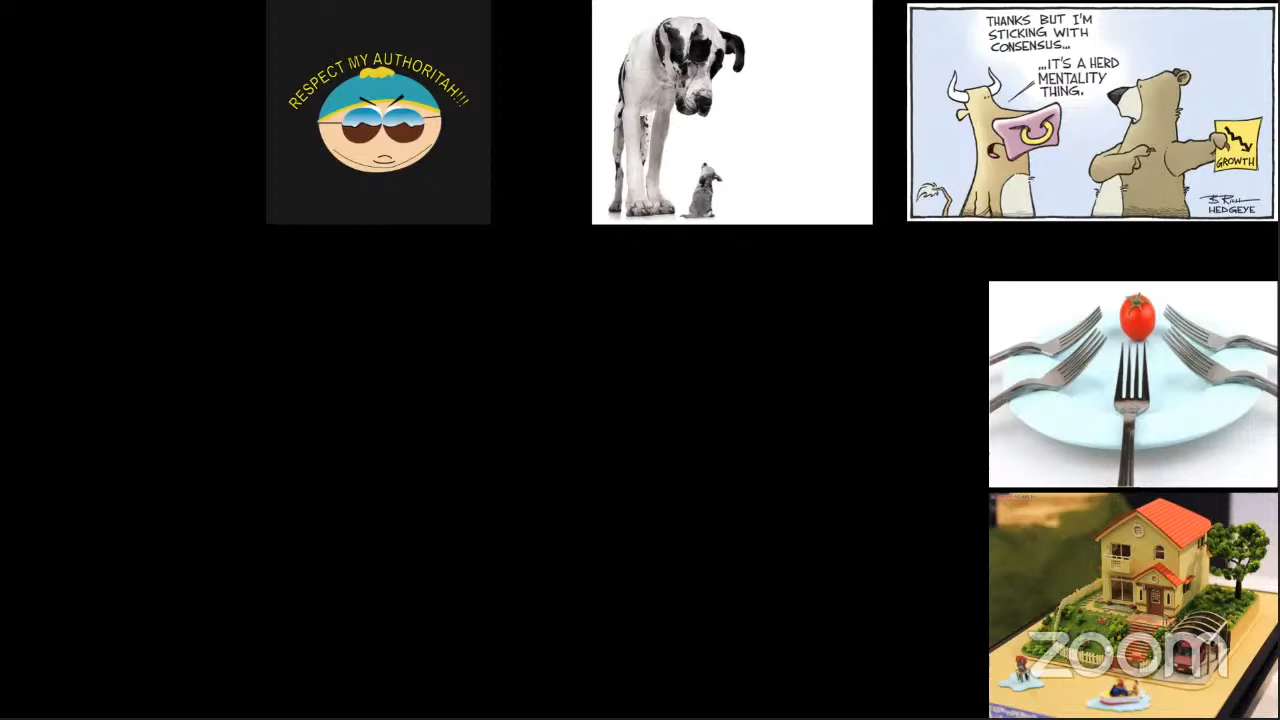 RESPECT MY AUTHORITAH!!!
THANKS BUT I'M
STICKING WITH
CONSENSUS...
...IT'S A HERD
MENTALITY
THING.
GROWTH
HEDGEYE
zoom